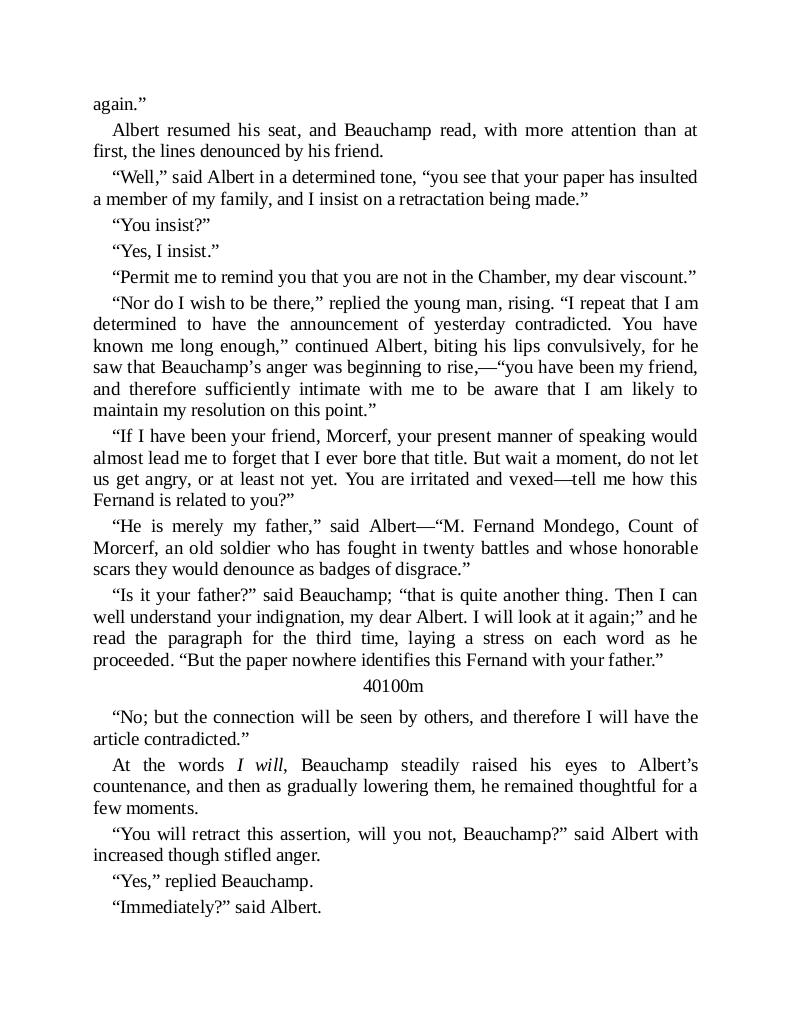 again.”
Albert resumed his seat, and Beauchamp read, with more attention than at
first, the lines denounced by his friend.
“Well,” said Albert in a determined tone, “you see that your paper has insulted
a member of my family, and I insist on a retractation being made.”
“You insist?”
“Yes, I insist.”
“Permit me to remind you that you are not in the Chamber, my dear viscount.”
“Nor do I wish to be there,” replied the young man, rising. “I repeat that I am
determined to have the announcement of yesterday contradicted. You have
known me long enough,” continued Albert, biting his lips convulsively, for he
saw that Beauchamp’s anger was beginning to rise,—“you have been my friend,
and therefore sufficiently intimate with me to be aware that I am likely to
maintain my resolution on this point.”
“If I have been your friend, Morcerf, your present manner of speaking would
almost lead me to forget that I ever bore that title. But wait a moment, do not let
us get angry, or at least not yet. You are irritated and vexed—tell me how this
Fernand is related to you?”
“He is merely my father,” said Albert—“M. Fernand Mondego, Count of
Morcerf, an old soldier who has fought in twenty battles and whose honorable
scars they would denounce as badges of disgrace.”
“Is it your father?” said Beauchamp; “that is quite another thing. Then I can
well understand your indignation, my dear Albert. I will look at it again;” and he
read the paragraph for the third time, laying a stress on each word as he
proceeded. “But the paper nowhere identifies this Fernand with your father.”
40100m
“No; but the connection will be seen by others, and therefore I will have the
article contradicted.”
At the words I will, Beauchamp steadily raised his eyes to Albert’s
countenance, and then as gradually lowering them, he remained thoughtful for a
few moments.
“You will retract this assertion, will you not, Beauchamp?” said Albert with
increased though stifled anger.
“Yes,” replied Beauchamp.
“Immediately?” said Albert.